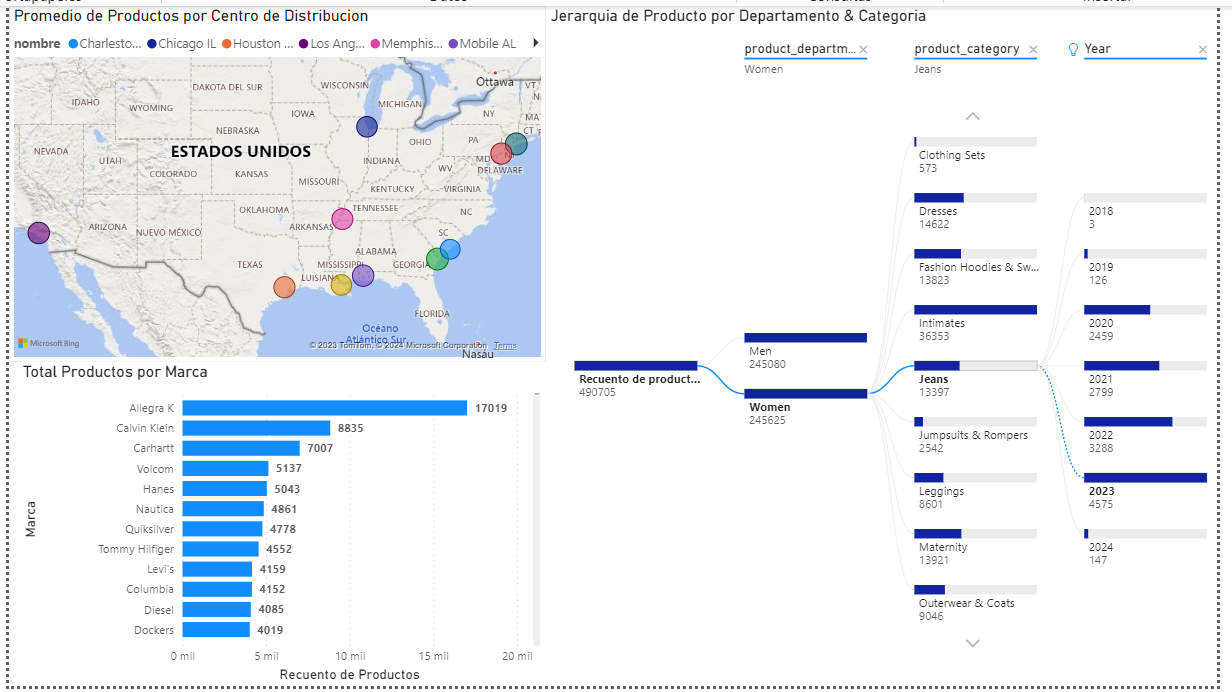 Promedio de Productos por Centro de Distribucion
nombre Charlesto... Chicago IL Houston ... Los Ang... Memphis... Mobile AL
Ottawa
VT
DAKOTA DEL SUR
WISCONSIN
MICHIGAN
IDAHO
WYOMING
NY
MA
CT
IOWA
NEBRASKA
PA
OHIO
NEVADA
UTAH
ESTADOS UNIDOS
INDIANA
MD
DELAWARE
COLORADO
KANSAS
WV
MISSOURI
KENTUCKY
VIRGINIA
OKLAHOMA
TENNESSEE
NC
ARIZONA
NUEVO MÉXICO
ARKANSAS
SC
ALABAMA
TEXAS
MISSISSIPPI
GEORGIA
LUISIANA
FLORIDA
Océano
Atlántico Sur
Microsoft Bing
© 2023 TomTom, © 2024 Microsoft Corporation Terms
Nasáu
Total Productos por Marca
Marca
Allegra K 17019
Calvin Klein 8835
Carhartt 7007
Volcom 5137
Hanes 5043
Nautica 4861
Quiksilver 4778
Tommy Hilfiger 4552
Levi's 4159
Columbia 4152
Diesel 4085
Dockers 4019
0 mil 5 mil 10 mil 15 mil 20 mil
Recuento de Productos
Jerarquia de Producto por Departamento & Categoria
product_departm... product_category Year
Women Jeans
Recuento de product...
490705
Men
245080
Women
245625
Clothing Sets
573
Dresses
14622
Fashion Hoodies & Sw...
13823
Intimates
36353
Jeans
13397
Jumpsuits & Rompers
2542
Leggings
8601
Maternity
13921
Outerwear & Coats
9046
2018
3
2019
126
2020
2459
2021
2799
2022
3288
2023
4575
2024
147